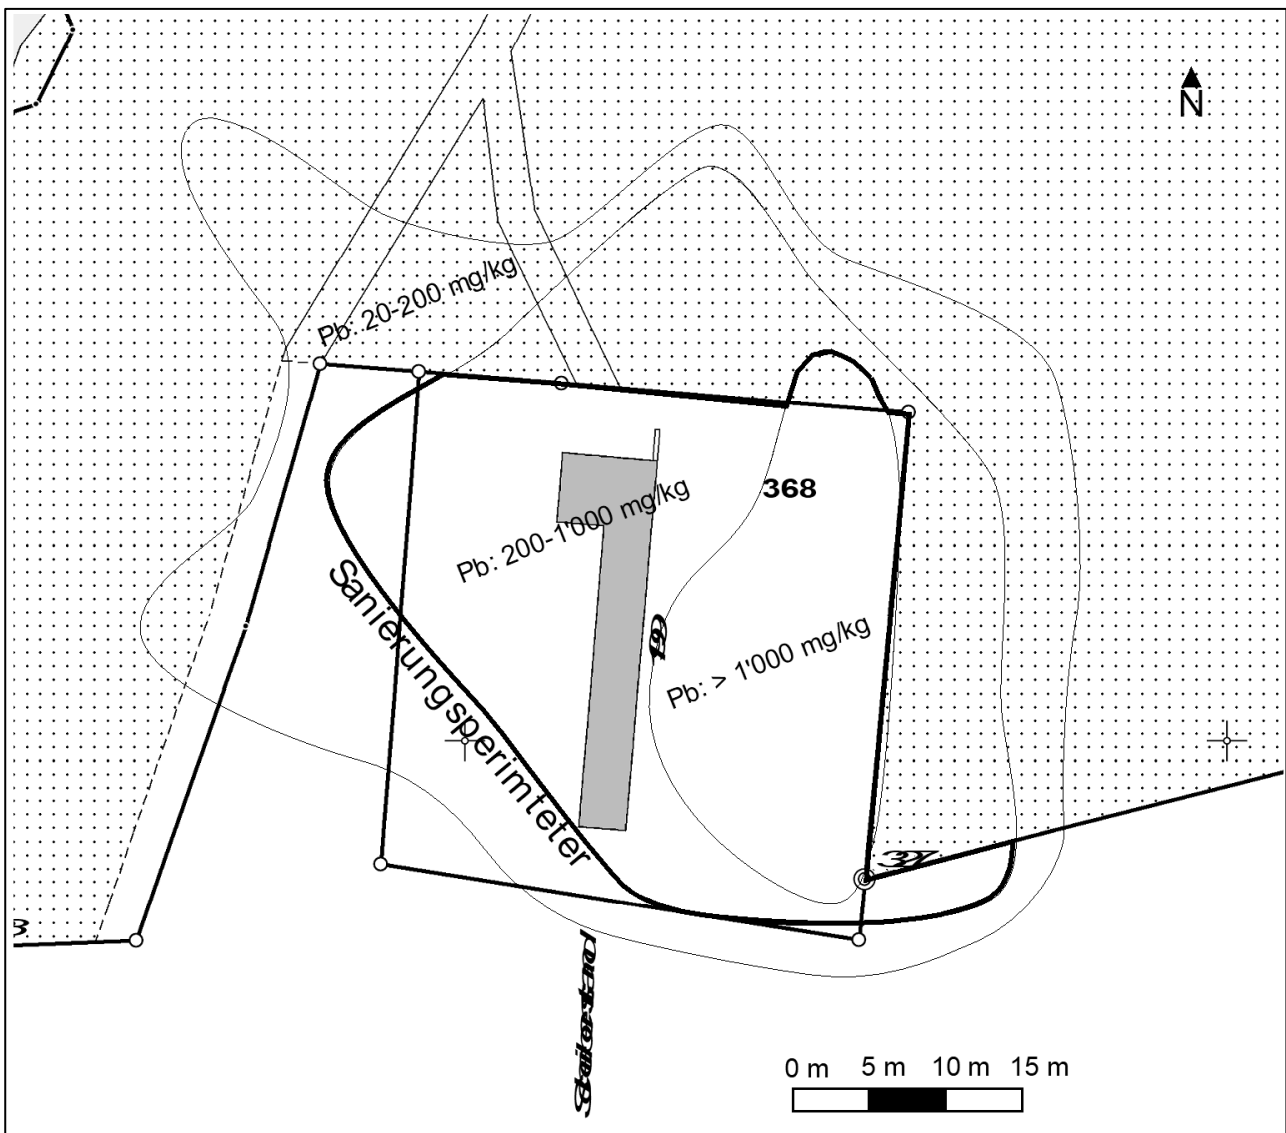 N
Pb: 20-200 mg/kg
368
Pb: 200-1'000 mg/kg
Sanierungsperimteter
Pb: > 1'000 mg/kg
0 m 5 m 10 m 15 m